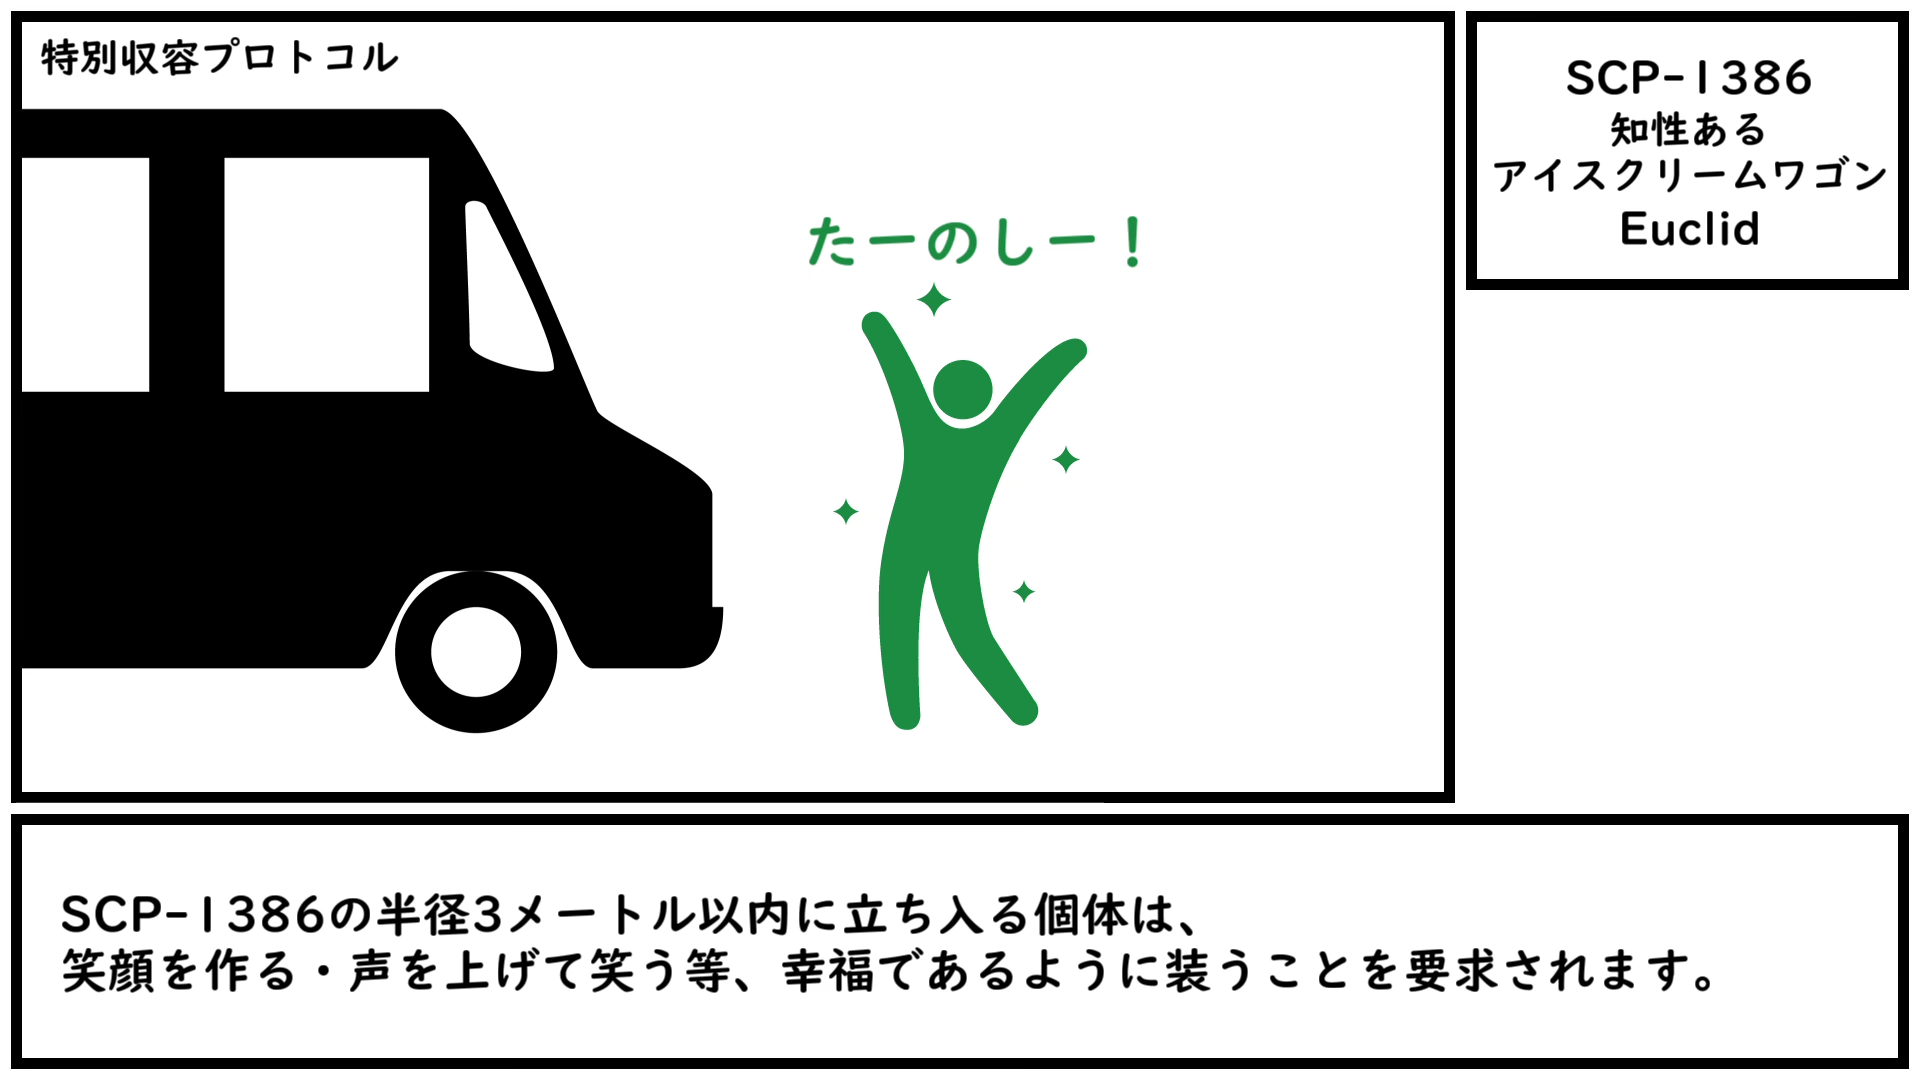 特別収容プロトコル
たーのしー！
SCP-1386
知性ある
アイスクリームワゴン
Euclid
SCP-1386の半径3メートル以内に立ち入る個体は、
笑顔を作る・声を上げて笑う等、幸福であるように装うことを要求されます。